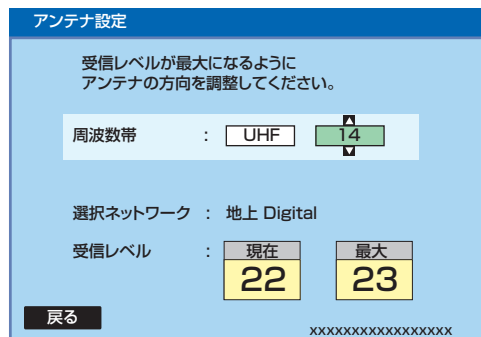 アンテナ設定
受信レベルが最大になるように
アンテナの方向を調整してください。
周波数帯 : UHF 14
選択ネットワーク : 地上 Digital
受信レベル : 現在 最大
22 23
戻る
xxxxxxxxxxxxxxxxx